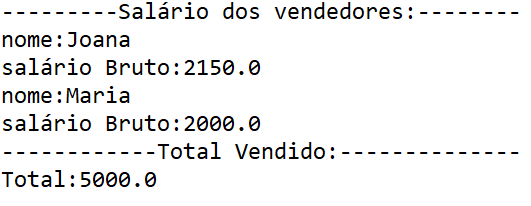 ---------Salário dos vendedores:--------
nome:Joana
salário Bruto:2150.0
nome:Maria
salário Bruto:2000.0
------------Total Vendido:--------------
Total:5000.0